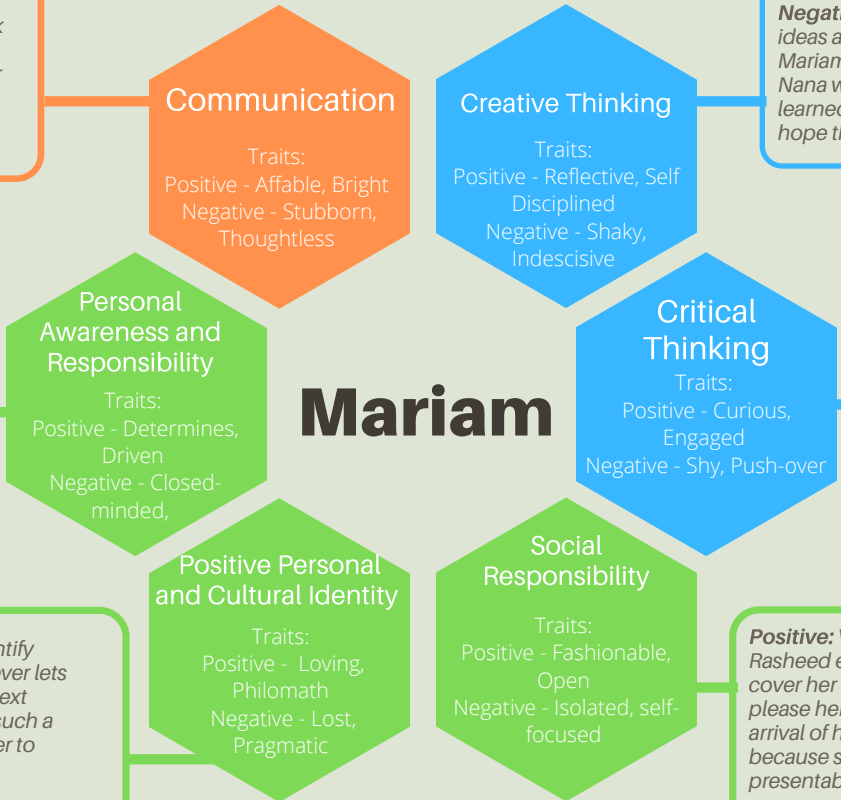 Communication
Traits:
Positive - Affable, Bright
Negative - Stubborn,
Thoughtless
Creative Thinking
Traits:
Positive - Reflective, Self
Disciplined
Negative - Shaky,
Indescisive
ideas a
Mariam
Nana w
learned
hope th
Personal
Awareness and
Responsibility
Traits:
Positive - Determines,
Driven
Negative - Closed-
minded,
Mariam
Critical
Thinking
Traits:
Positive - Curious,
Engaged
Negative - Shy, Push-over
Positive Personal
and Cultural Identity
Traits:
Positive - Loving,
Philomath
Negative - Lost,
Pragmatic
Social
Responsibility
Traits:
Positive - Fashionable,
Open
Negative - Isolated, self-
focused
ntify
ver lets
ext
such a
er to
Positive:
Rasheed e
cover her
please her
arrival of h
because s
presentab